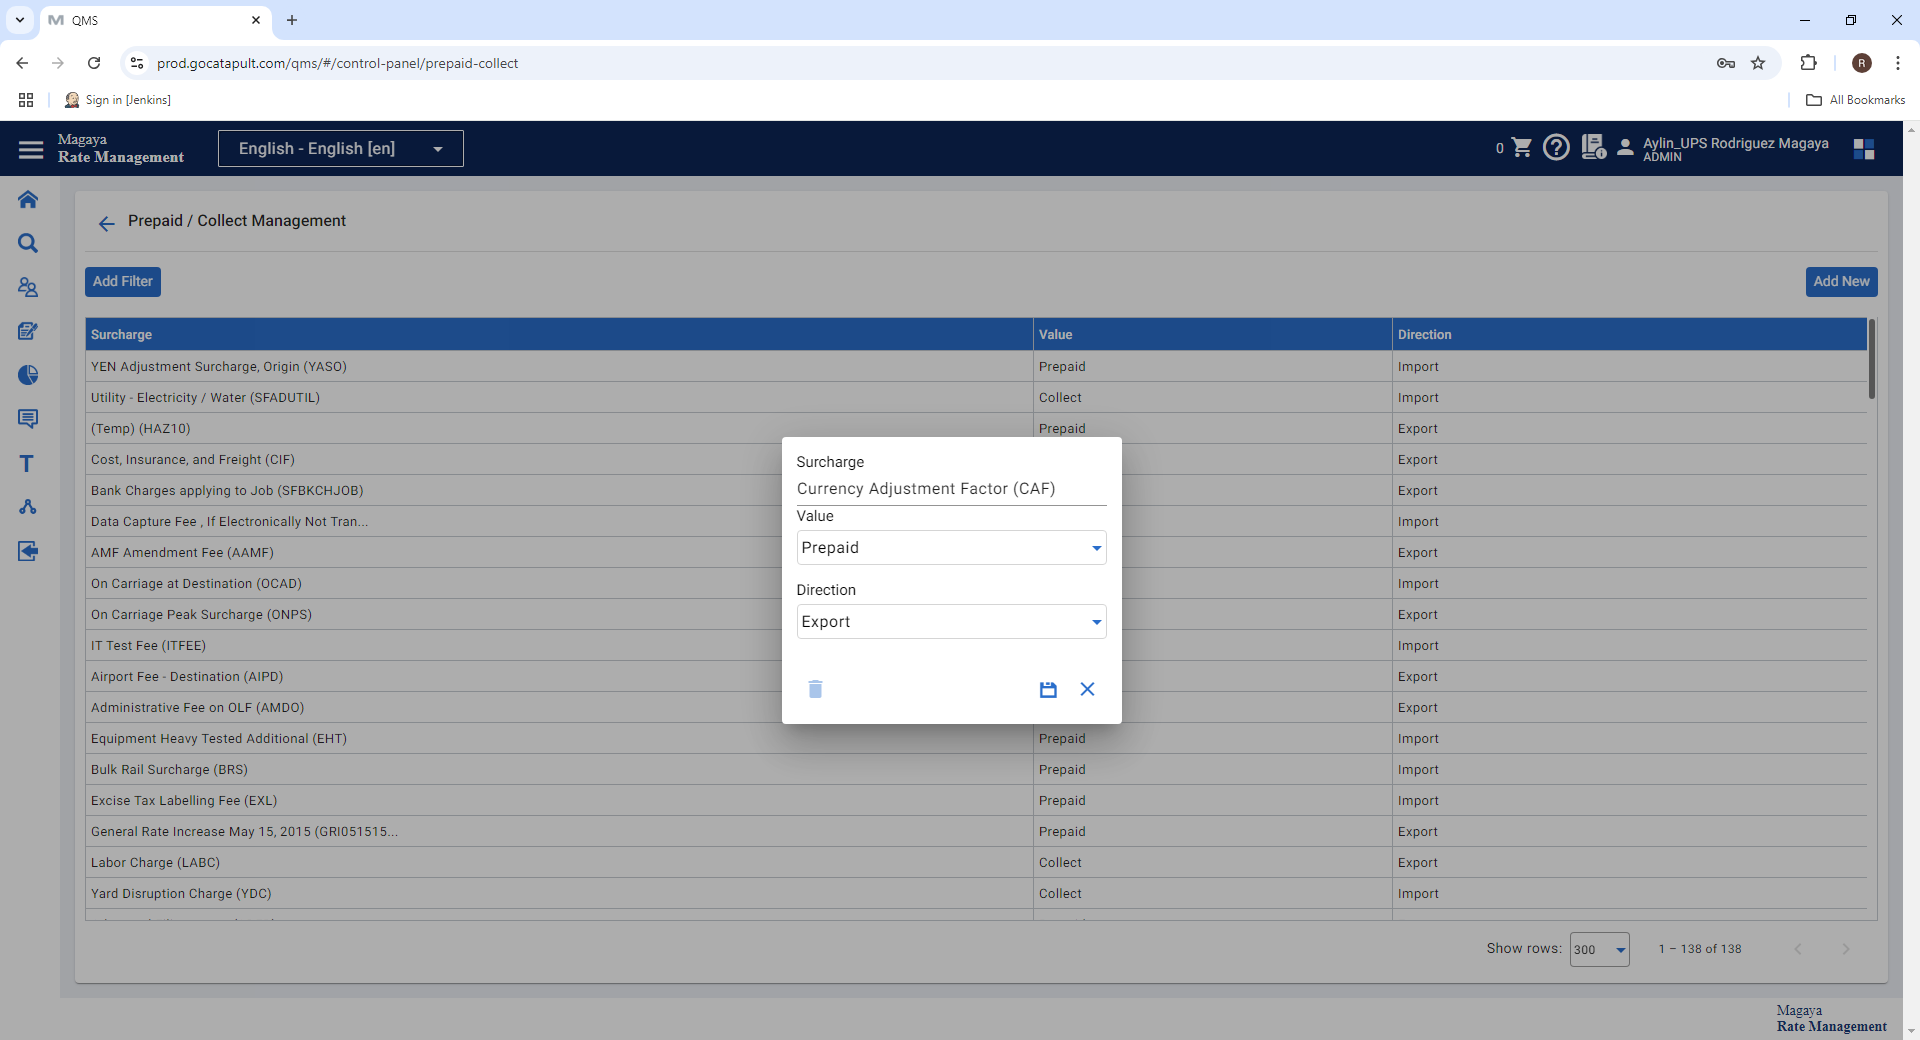 QMS
prod.gocatapult.com/qms/#/control-panel/prepaid-collect
R
Sign in [Jenkins]
All Bookmarks
Magaya
Rate Management
English - English [en]
0
Aylin_UPS Rodriguez Magaya
ADMIN
Prepaid / Collect Management
Add Filter
Add New
Surcharge Value Direction
YEN Adjustment Surcharge, Origin (YASO) Prepaid Import
Utility - Electricity / Water (SFADUTIL) Collect Import
(Temp) (HAZ10) Prepaid Export
Cost, Insurance, and Freight (CIF) Export
Bank Charges applying to Job (SFBKCHJOB) Export
Data Capture Fee , If Electronically Not Tran... Import
AMF Amendment Fee (AAMF) Export
On Carriage at Destination (OCAD) Import
On Carriage Peak Surcharge (ONPS) Export
IT Test Fee (ITFEE) Import
Airport Fee - Destination (AIPD) Export
Administrative Fee on OLF (AMDO) Export
Equipment Heavy Tested Additional (EHT) Prepaid Import
Bulk Rail Surcharge (BRS) Prepaid Import
Excise Tax Labelling Fee (EXL) Prepaid Import
General Rate Increase May 15, 2015 (GRI051515... Prepaid Export
Labor Charge (LABC) Collect Export
Yard Disruption Charge (YDC) Collect Import
Surcharge
Currency Adjustment Factor (CAF)
Value
Prepaid
Direction
Export
Show rows: 300 1 – 138 of 138
Magaya
Rate Management